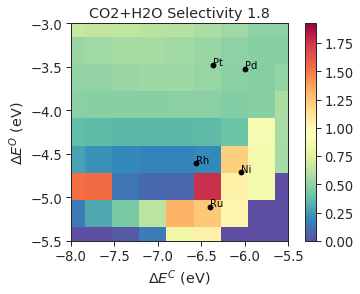 CO2+H2O Selectivity 1.8
−3.0
−3.5
−4.0
−4.5
−5.0
−5.5
ΔE^O (eV)
Pt
Pd
Rh
Ni
Ru
−8.0 −7.5 −7.0 −6.5 −6.0 −5.5
ΔE^C (eV)
1.75
1.50
1.25
1.00
0.75
0.50
0.25
0.00